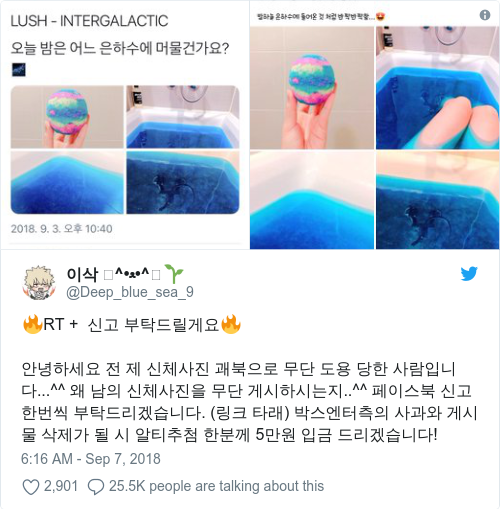 LUSH - INTERGALACTIC
오늘 밤은 어느 은하수에 머물건가요?
2018. 9. 3. 오후 10:40
이삭 ^•ﻌ•^ 🌱
@Deep_blue_sea_9
🔥RT + 신고 부탁드릴게요🔥
안녕하세요 전 제 신체사진 괘북으로 무단 도용 당한 사람입니
다...^^ 왜 남의 신체사진을 무단 게시하시는지..^^ 페이스북 신고
한번씩 부탁드리겠습니다. (링크 타래) 박스엔터측의 사과와 게시
물 삭제가 될 시 알티추첨 한분께 5만원 입금 드리겠습니다!
6:16 AM - Sep 7, 2018
2,901
25.5K people are talking about this